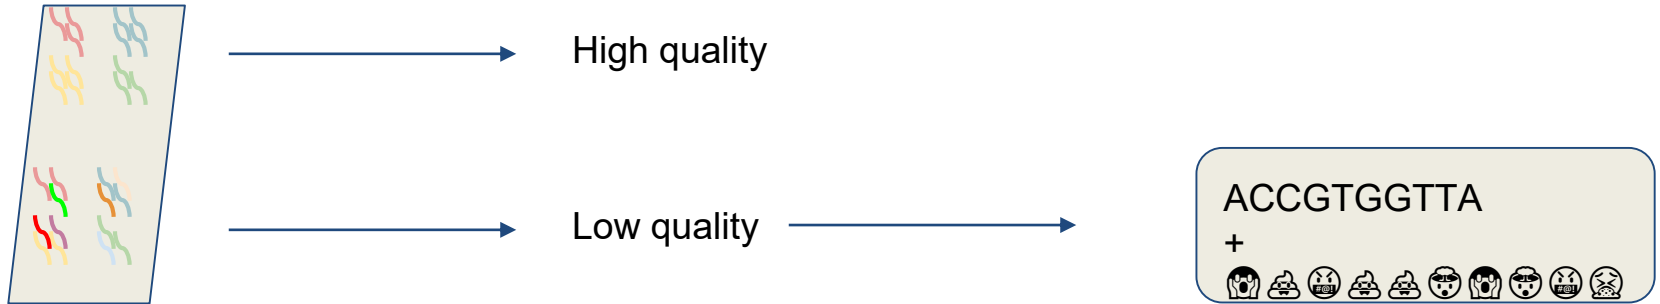 High quality
Low quality
ACCGTGGTTA
+
😱💩🤬💩💩🤯😱🤯🤬😭